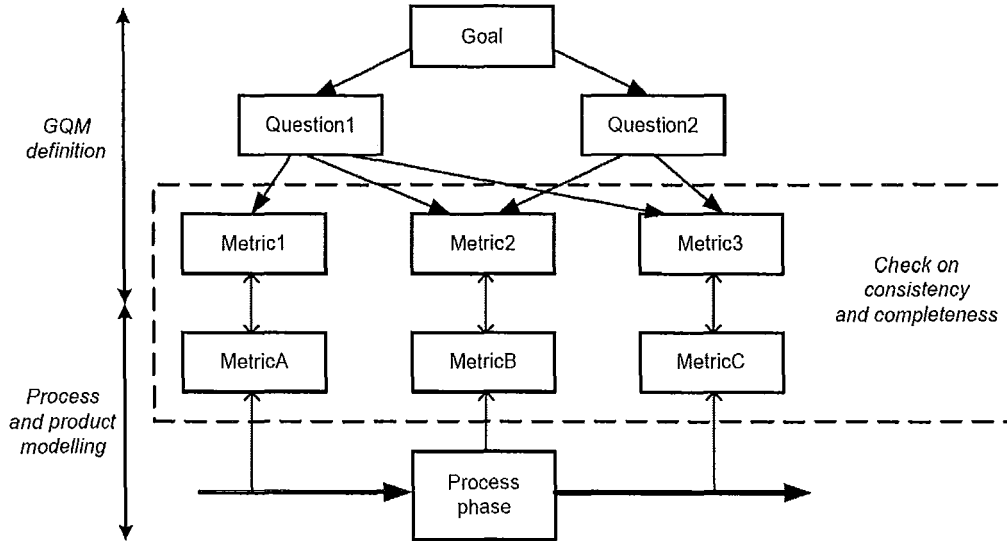 Goal
GQM
definition
Question1
Question2
Metric1
Metric2
Metric3
Check on
consistency
and completeness
MetricA
MetricB
MetricC
Process
and product
modelling
Process
phase